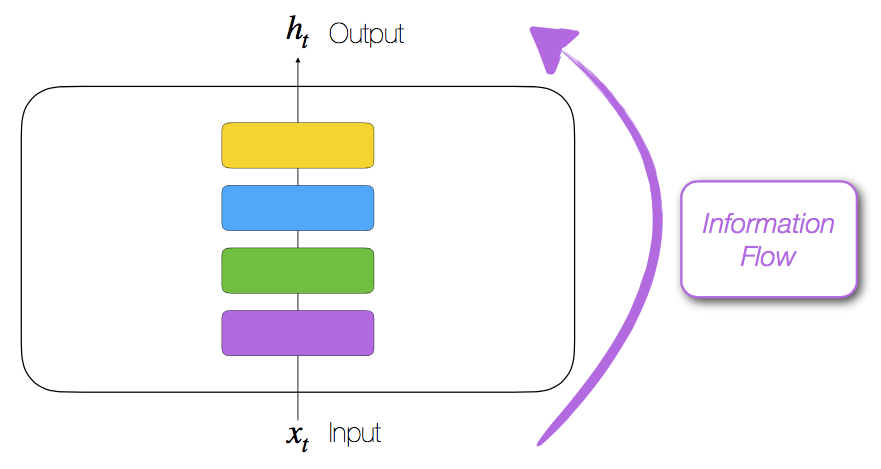 h_t Output
Information
Flow
x_t Input